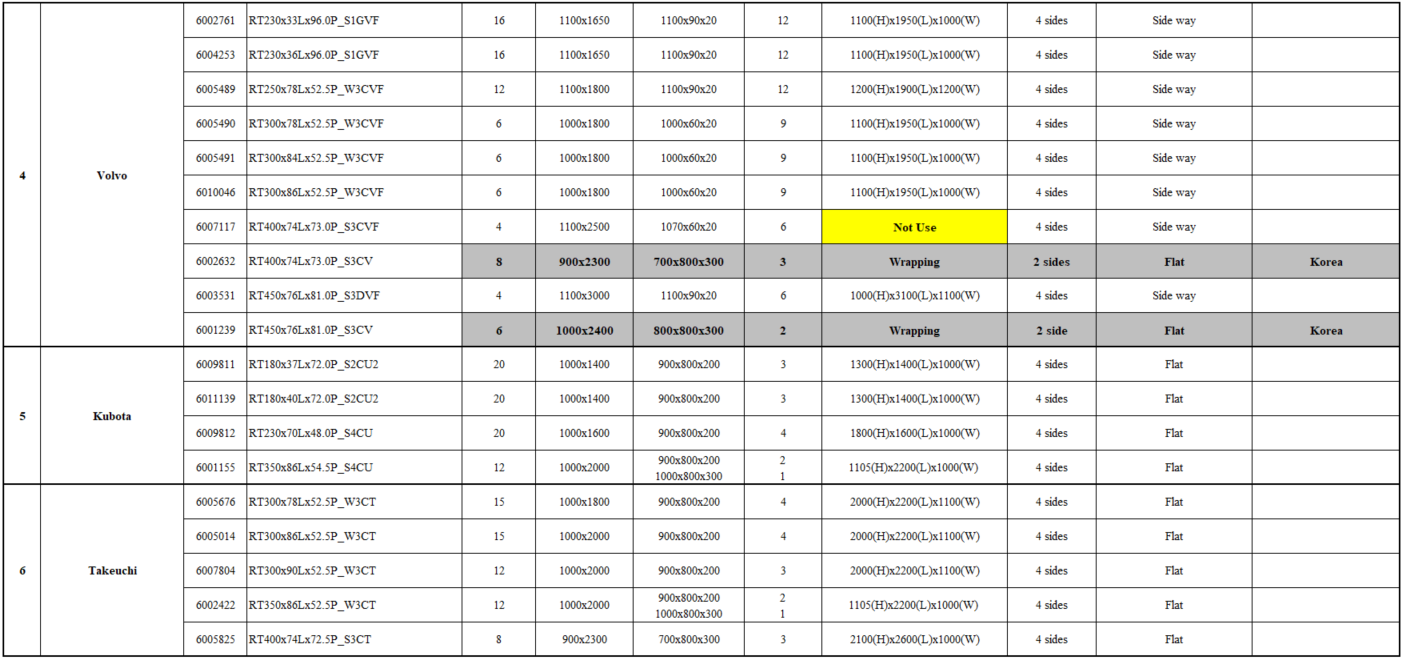 4 Volvo
6002761 RT230x33Lx96.0P_S1GVF 16 1100x1650 1100x90x20 12 1100(H)x1950(L)x1000(W) 4 sides Side way
6004253 RT230x36Lx96.0P_S1GVF 16 1100x1650 1100x90x20 12 1100(H)x1950(L)x1000(W) 4 sides Side way
6005489 RT250x78Lx52.5P_W3CVF 12 1100x1800 1100x90x20 12 1200(H)x1900(L)x1200(W) 4 sides Side way
6005490 RT300x78Lx52.5P_W3CVF 6 1000x1800 1000x60x20 9 1100(H)x1950(L)x1000(W) 4 sides Side way
6005491 RT300x84Lx52.5P_W3CVF 6 1000x1800 1000x60x20 9 1100(H)x1950(L)x1000(W) 4 sides Side way
6010046 RT300x86Lx52.5P_W3CVF 6 1000x1800 1000x60x20 9 1100(H)x1950(L)x1000(W) 4 sides Side way
6007117 RT400x74Lx73.0P_S3CVF 4 1100x2500 1070x60x20 6 Not Use 4 sides Side way
6002632 RT400x74Lx73.0P_S3CV 8 900x2300 700x800x300 3 Wrapping 2 sides Flat Korea
6003531 RT450x76Lx81.0P_S3DVF 4 1100x3000 1100x90x20 6 1000(H)x3100(L)x1100(W) 4 sides Side way
6001239 RT450x76Lx81.0P_S3CV 6 1000x2400 800x800x300 2 Wrapping 2 side Flat Korea
5 Kubota
6009811 RT180x37Lx72.0P_S2CU2 20 1000x1400 900x800x200 3 1300(H)x1400(L)x1000(W) 4 sides Flat
6011139 RT180x40Lx72.0P_S2CU2 20 1000x1400 900x800x200 3 1300(H)x1400(L)x1000(W) 4 sides Flat
6009812 RT230x70Lx48.0P_S4CU 20 1000x1600 900x800x200 4 1800(H)x1600(L)x1000(W) 4 sides Flat
6001155 RT350x86Lx54.5P_S4CU 12 1000x2000 900x800x200 2 1105(H)x2200(L)x1000(W) 4 sides Flat
1000x800x300 1
6 Takeuchi
6005676 RT300x78Lx52.5P_W3CT 15 1000x1800 900x800x200 4 2000(H)x2200(L)x1100(W) 4 sides Flat
6005014 RT300x86Lx52.5P_W3CT 15 1000x2000 900x800x200 4 2000(H)x2200(L)x1100(W) 4 sides Flat
6007804 RT300x90Lx52.5P_W3CT 12 1000x2000 900x800x200 3 2000(H)x2200(L)x1100(W) 4 sides Flat
6002422 RT350x86Lx52.5P_W3CT 12 1000x2000 900x800x200 2 1105(H)x2200(L)x1000(W) 4 sides Flat
1000x800x300 1
6005825 RT400x74Lx72.5P_S3CT 8 900x2300 700x800x300 3 2100(H)x2600(L)x1000(W) 4 sides Flat